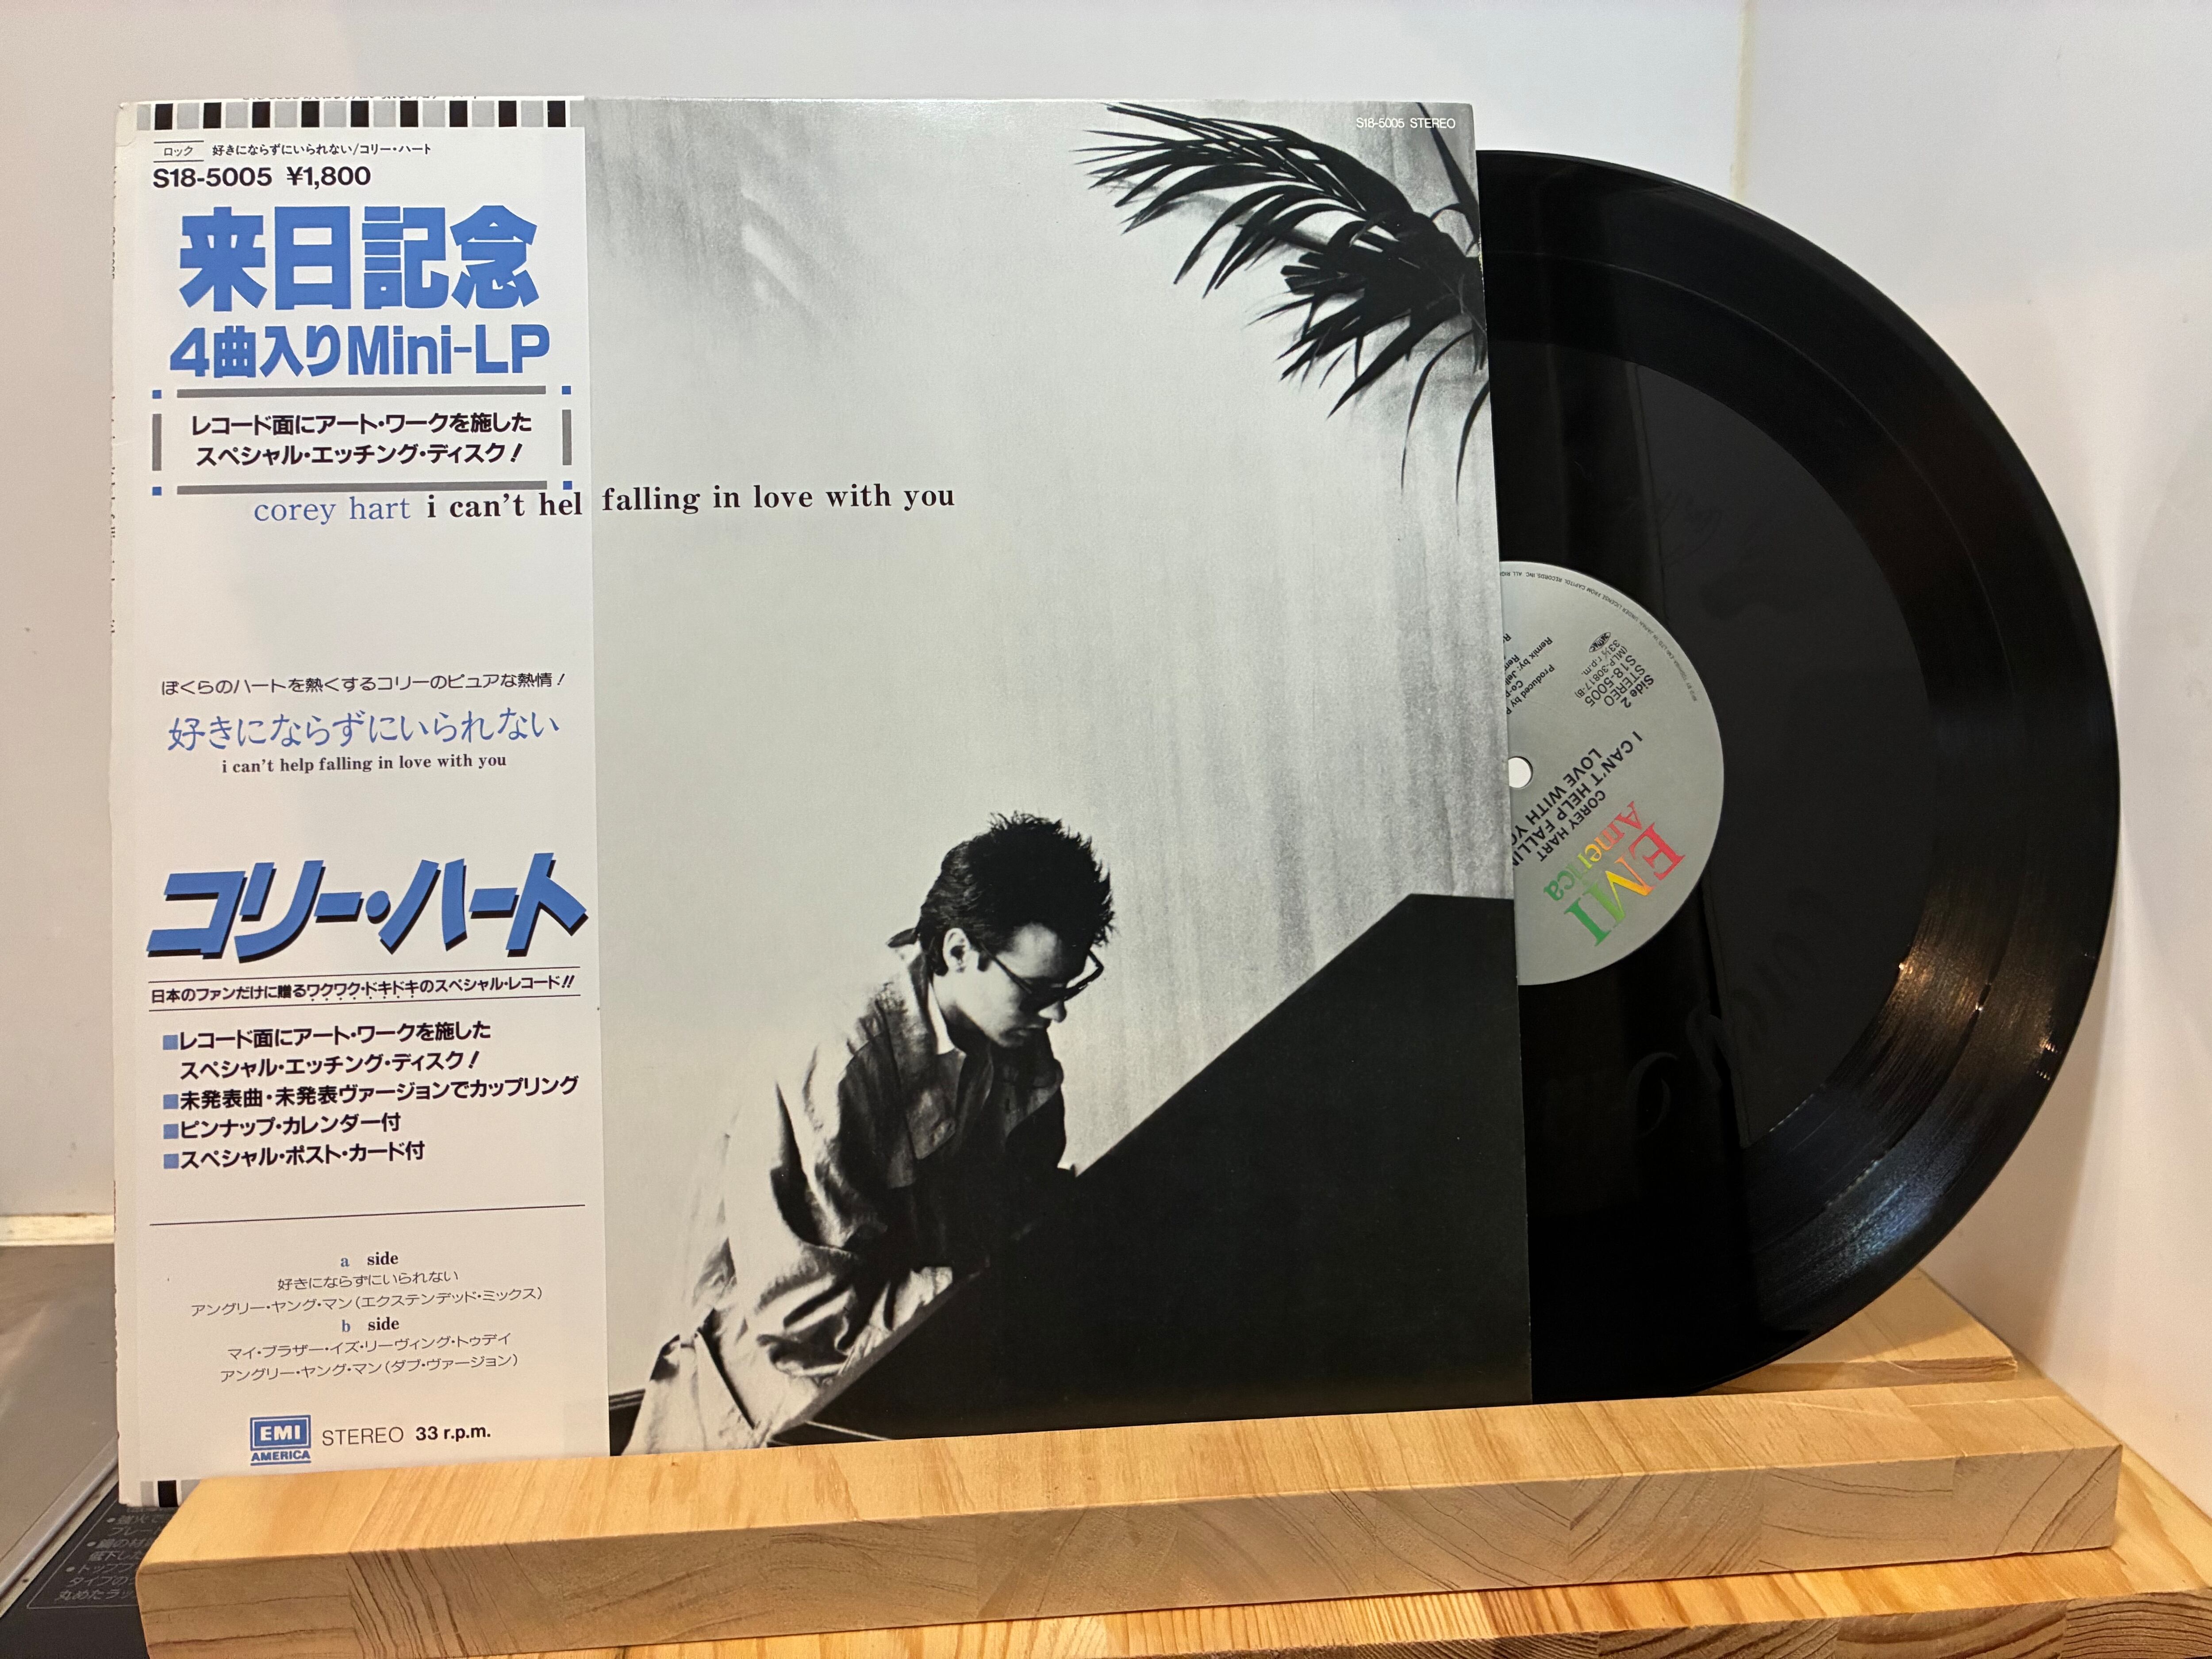 ロック 好きにならずにいられない/コリー・ハート
S18-5005 ¥1,800
来日記念
4曲入りMini-LP
レコード面にアート・ワークを施した
スペシャル・エッチング・ディスク!
corey hart i can't hel falling in love with you
ぼくらのハートを熱くするコリーのピュアな熱情!
好きにならずにいられない
i can't help falling in love with you
コリー・ハート
日本のファンだけに贈るワクワク・ドキドキのスペシャル・レコード!!
■レコード面にアート・ワークを施した
スペシャル・エッチング・ディスク!
■未発表曲・未発表ヴァージョンでカップリング
■ピンナップ・カレンダー付
■スペシャル・ポスト・カード付
a side
好きにならずにいられない
アングリー・ヤング・マン(エクステンデッド・ミックス)
b side
マイ・ブラザー・イズ・リーヴィング・トゥデイ
アングリー・ヤング・マン(ダブ・ヴァージョン)
EMI
AMERICA
STEREO 33 r.p.m.
S18-5005 STEREO
EMI
America
COREY HART
I CAN'T HELP FALLIN
LOVE WITH YO
Side 2
STEREO
S18-5005
(MLP-30817-B)
33⅓ r.p.m.
Produced by
Co-p
Remix by: Jell
Rem